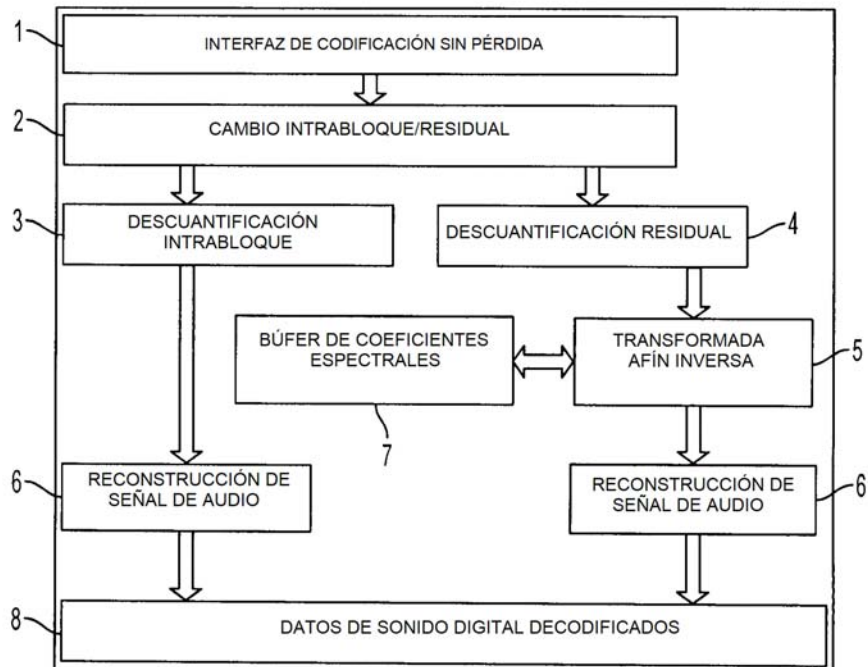 1
INTERFAZ DE CODIFICACIÓN SIN PÉRDIDA
2
CAMBIO INTRABLOQUE/RESIDUAL
3
DESCUANTIFICACIÓN
INTRABLOQUE
DESCUANTIFICACIÓN RESIDUAL
4
BÚFER DE COEFICIENTES
ESPECTRALES
7
TRANSFORMADA
AFÍN INVERSA
5
6
RECONSTRUCCIÓN DE
SEÑAL DE AUDIO
RECONSTRUCCIÓN DE
SEÑAL DE AUDIO
6
8
DATOS DE SONIDO DIGITAL DECODIFICADOS